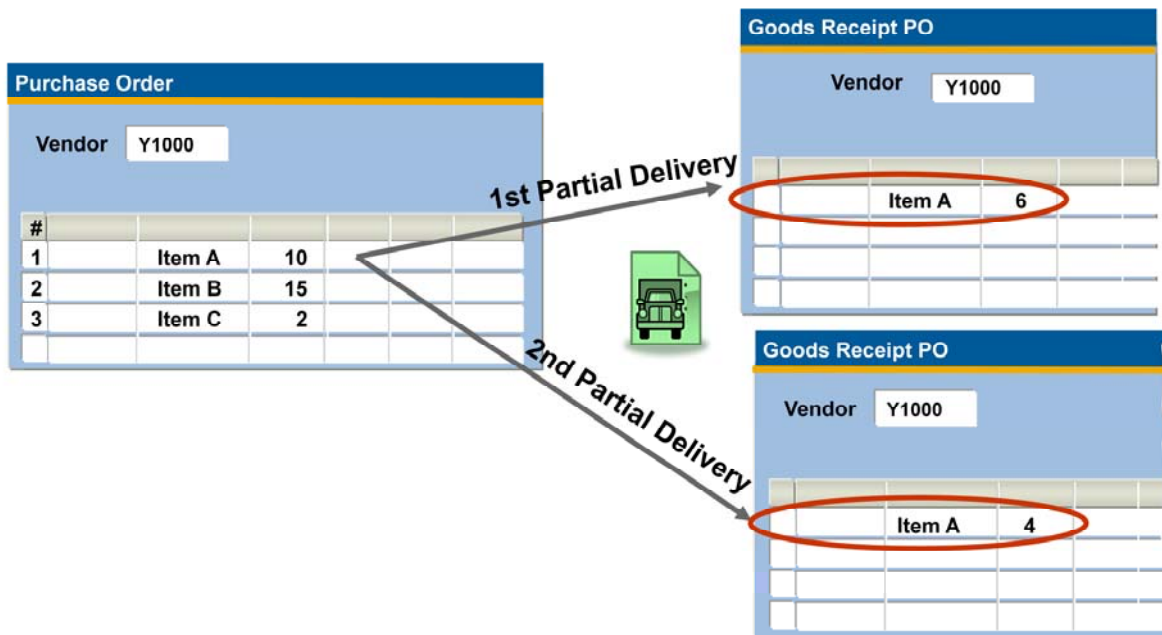 Purchase Order
Vendor Y1000
#
1 Item A 10
2 Item B 15
3 Item C 2
1st Partial Delivery
2nd Partial Delivery
Goods Receipt PO
Vendor Y1000
Item A 6
Goods Receipt PO
Vendor Y1000
Item A 4